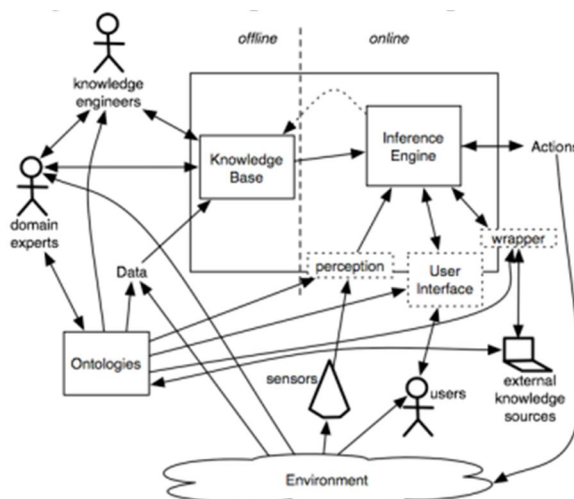 offline
online
knowledge
engineers
Knowledge
Base
Inference
Engine
Actions
domain
experts
wrapper
Data
perception
User
Interface
Ontologies
sensors
users
external
knowledge
sources
Environment